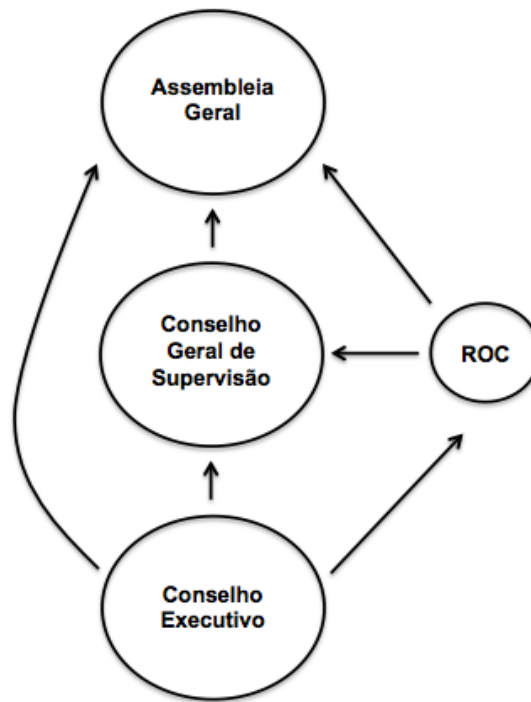 Assembleia
Geral
Conselho
Geral de
Supervisão
ROC
Conselho
Executivo